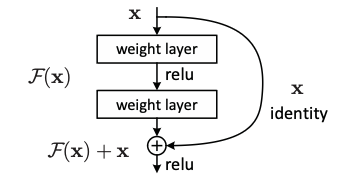 x
weight layer
relu
F(x)
weight layer
x
identity
F(x) + x
relu